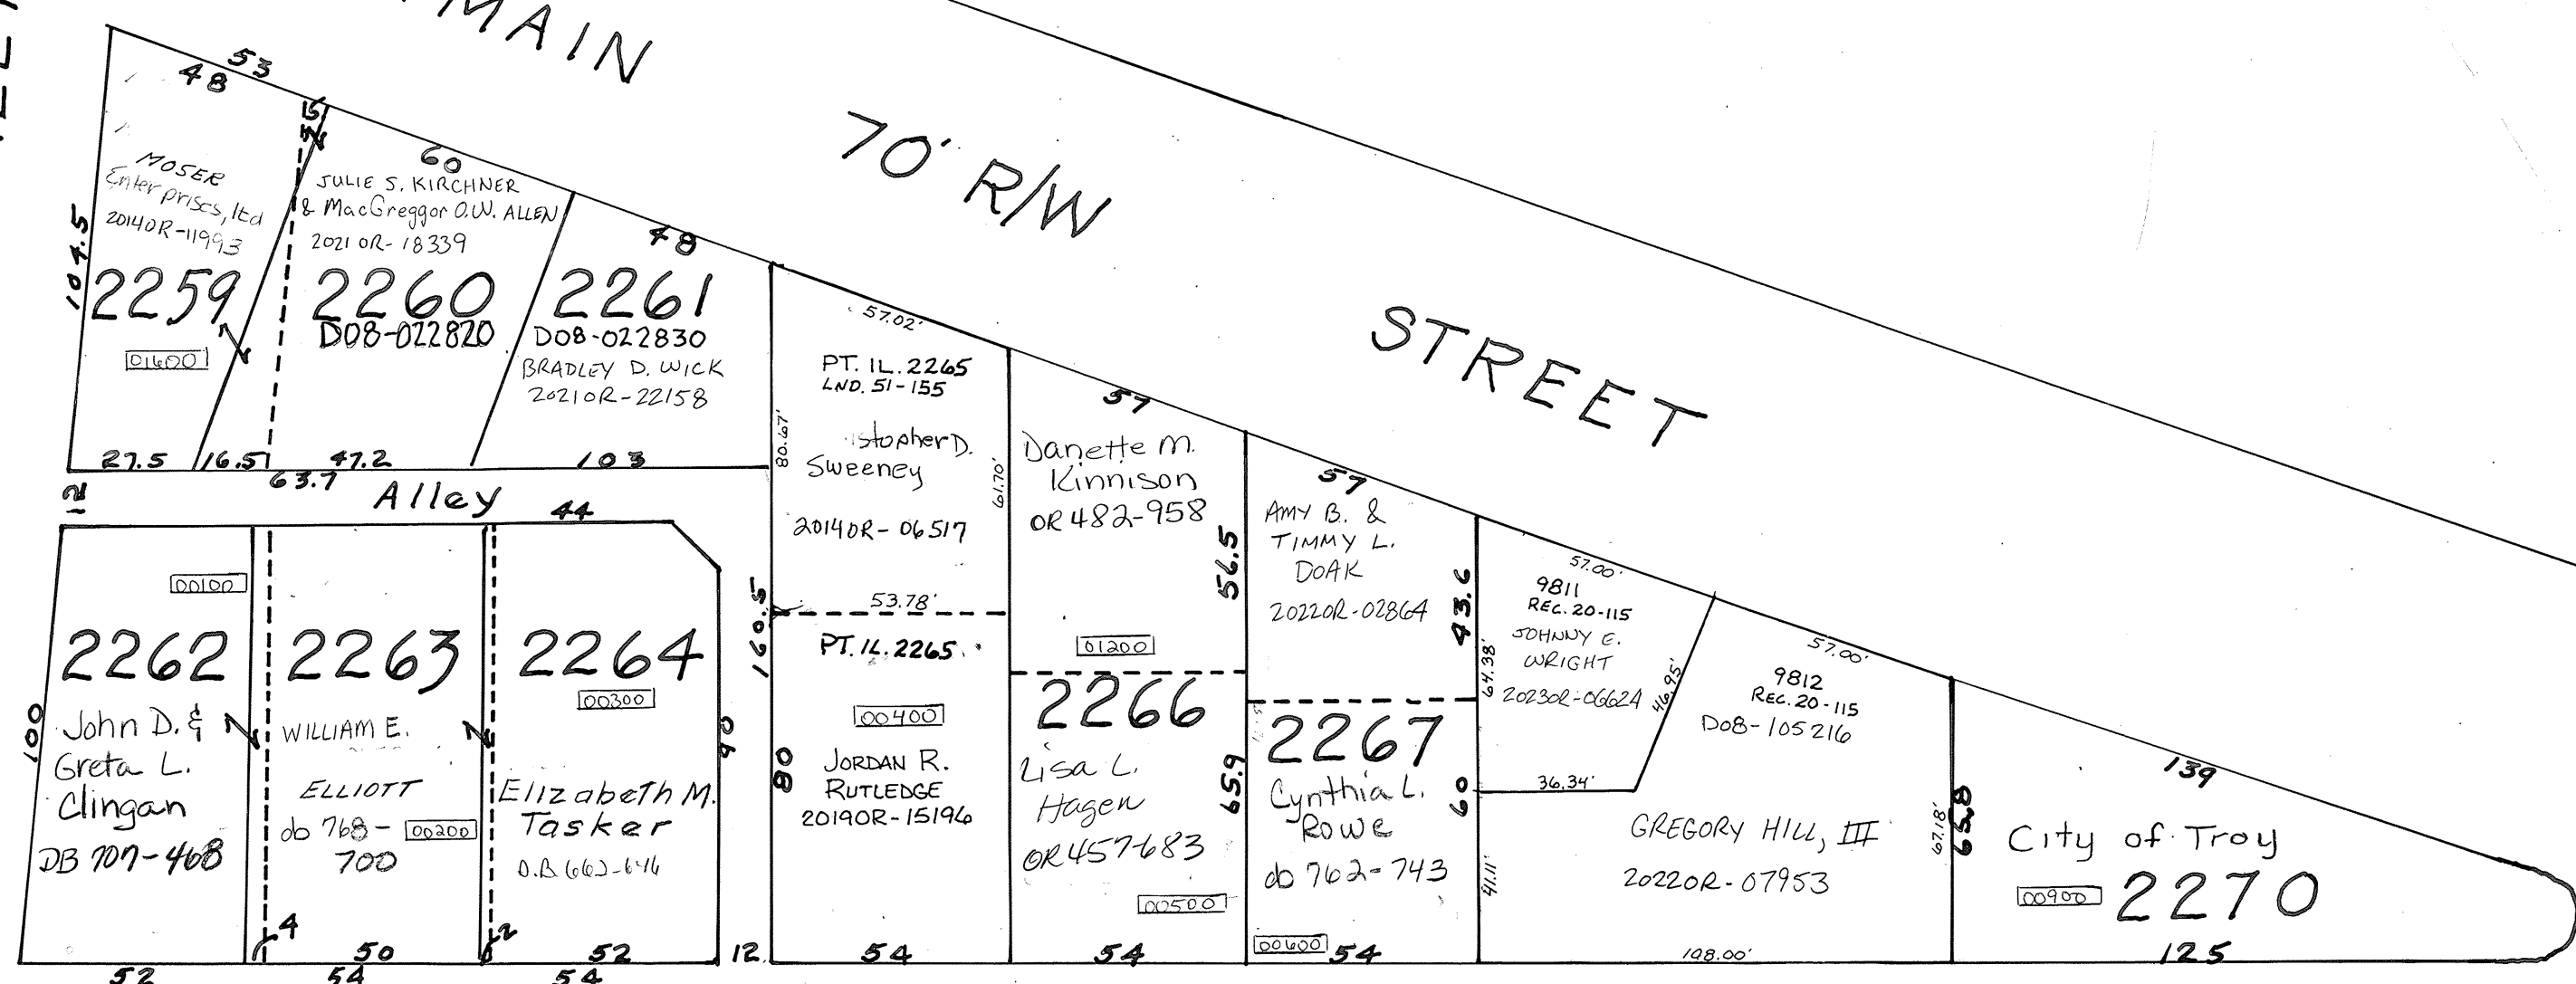 MAIN
70' R/W
STREET
53
48
5
MOSER
Enterprises, ltd
2014OR-11993
104.5
2259
01600
27.5
16.5
60
JULIE S. KIRCHNER
& MacGreggor O.W. ALLEN
2021 OR-18339
2260
D08-022820
47.2
63.7
48
2261
D08-022830
BRADLEY D. WICK
2021OR-22158
103
12
Alley
44
57.02'
PT. IL. 2265
LND. 51-155
stopher D.
Sweeney
2014OR-06517
80.67'
61.70'
53.78'
160.5
PT. IL. 2265
00400
JORDAN R.
RUTLEDGE
2019OR-15196
80
54
57
Danette M.
Kinnison
OR 482-958
56.5
01200
2266
Lisa L.
Hagen
OR 457-683
65.9
00500
54
57
AMY B. &
TIMMY L.
DOAK
2022OR-02864
43.6
2267
Cynthia L.
Rowe
db 762-743
60
00600
54
57.00'
9811
REC. 20-115
JOHNNY E.
WRIGHT
2023OR-06624
64.38'
46.95'
36.34'
41.11'
57.00'
9812
REC. 20-115
D08-105216
GREGORY HILL, III
2022OR-07953
67.18'
108.00'
139
65.8
City of Troy
00900
2270
125
00100
2262
John D. &
Greta L.
Clingan
DB 707-468
100
52
2263
WILLIAM E.
ELLIOTT
db 768-
00200
700
4
50
54
2264
00300
Elizabeth M.
Tasker
D.B. 662-646
90
2
52
54
12